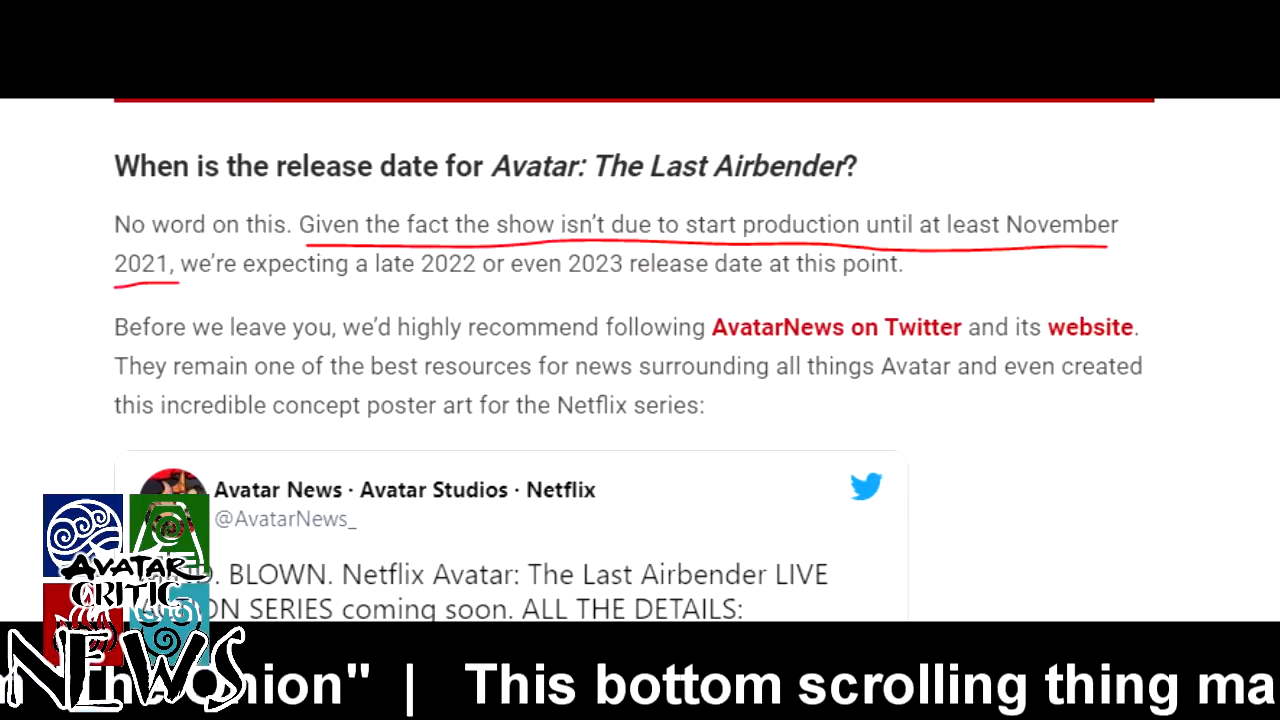 When is the release date for Avatar: The Last Airbender?
No word on this. Given the fact the show isn't due to start production until at least November
2021, we're expecting a late 2022 or even 2023 release date at this point.
Before we leave you, we'd highly recommend following AvatarNews on Twitter and its website.
They remain one of the best resources for news surrounding all things Avatar and even created
this incredible concept poster art for the Netflix series:
Avatar News · Avatar Studios · Netflix
@AvatarNews_
BLOWN. Netflix Avatar: The Last Airbender LIVE
SERIES coming soon. ALL THE DETAILS:
AVATAR
CRITIC
NEWS
" | This bottom scrolling thing ma